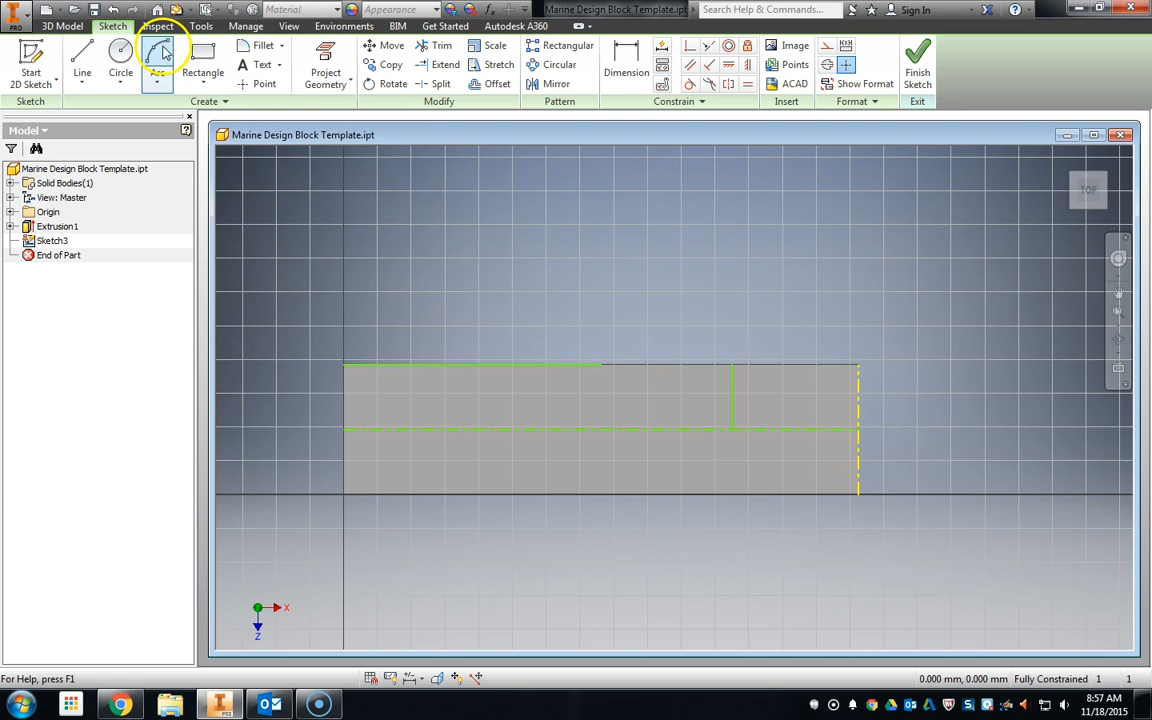 Material
Appearance
Marine Design Block Template.ipt
Search Help & Commands...
Sign In
PRO
3D Model
Sketch
Inspect
Tools
Manage
View
Environments
BIM
Get Started
Autodesk A360
Start
2D Sketch
Line
Circle
Arc
Rectangle
Fillet
Text
Point
Project
Geometry
Move
Copy
Rotate
Trim
Extend
Split
Scale
Stretch
Offset
Rectangular
Circular
Mirror
Dimension
Image
Points
ACAD
Show Format
Finish
Sketch
Sketch
Create
Modify
Pattern
Constrain
Insert
Format
Exit
Model
Marine Design Block Template.ipt
Solid Bodies(1)
View: Master
Origin
Extrusion1
Sketch3
End of Part
Marine Design Block Template.ipt
TOP
X
Z
For Help, press F1
0.000 mm, 0.000 mm
Fully Constrained
1
1
PRO
8:57 AM
11/18/2015